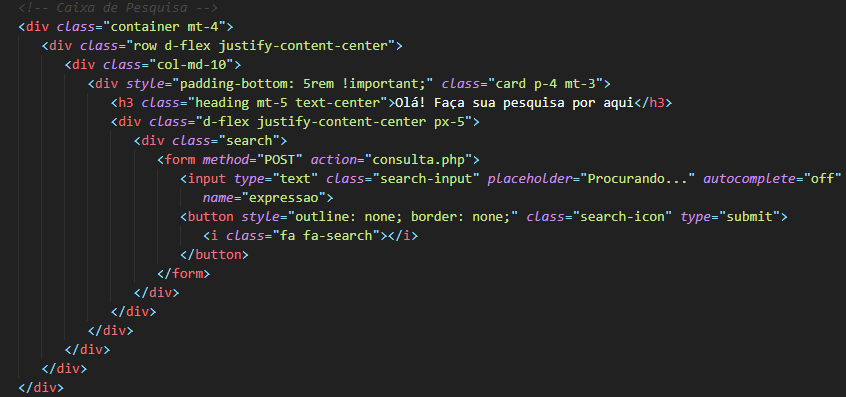 <!-- Caixa de Pesquisa -->
<div class="container mt-4">
<div class="row d-flex justify-content-center">
<div class="col-md-10">
<div style="padding-bottom: 5rem !important;" class="card p-4 mt-3">
<h3 class="heading mt-5 text-center">Olá! Faça sua pesquisa por aqui</h3>
<div class="d-flex justify-content-center px-5">
<div class="search">
<form method="POST" action="consulta.php">
<input type="text" class="search-input" placeholder="Procurando..." autocomplete="off"
name="expressao">
<button style="outline: none; border: none;" class="search-icon" type="submit">
<i class="fa fa-search"></i>
</button>
</form>
</div>
</div>
</div>
</div>
</div>
</div>